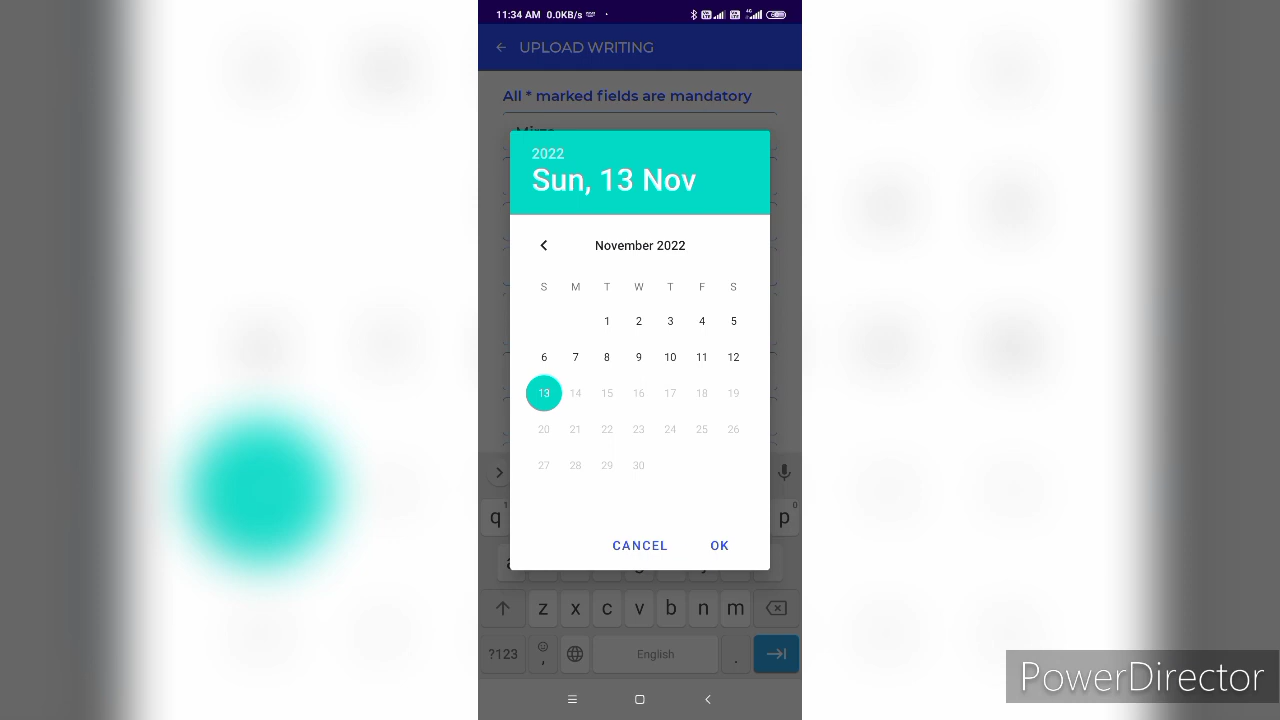 11:34 AM 0.0KB/s
UPLOAD WRITING
All * marked fields are mandatory
2022
Sun, 13 Nov
November 2022
S M T W T F S
1 2 3 4 5
6 7 8 9 10 11 12
13 14 15 16 17 18 19
20 21 22 23 24 25 26
27 28 29 30
q 1 p 0
CANCEL OK
z x c v b n m
?123 , English .
PowerDirector